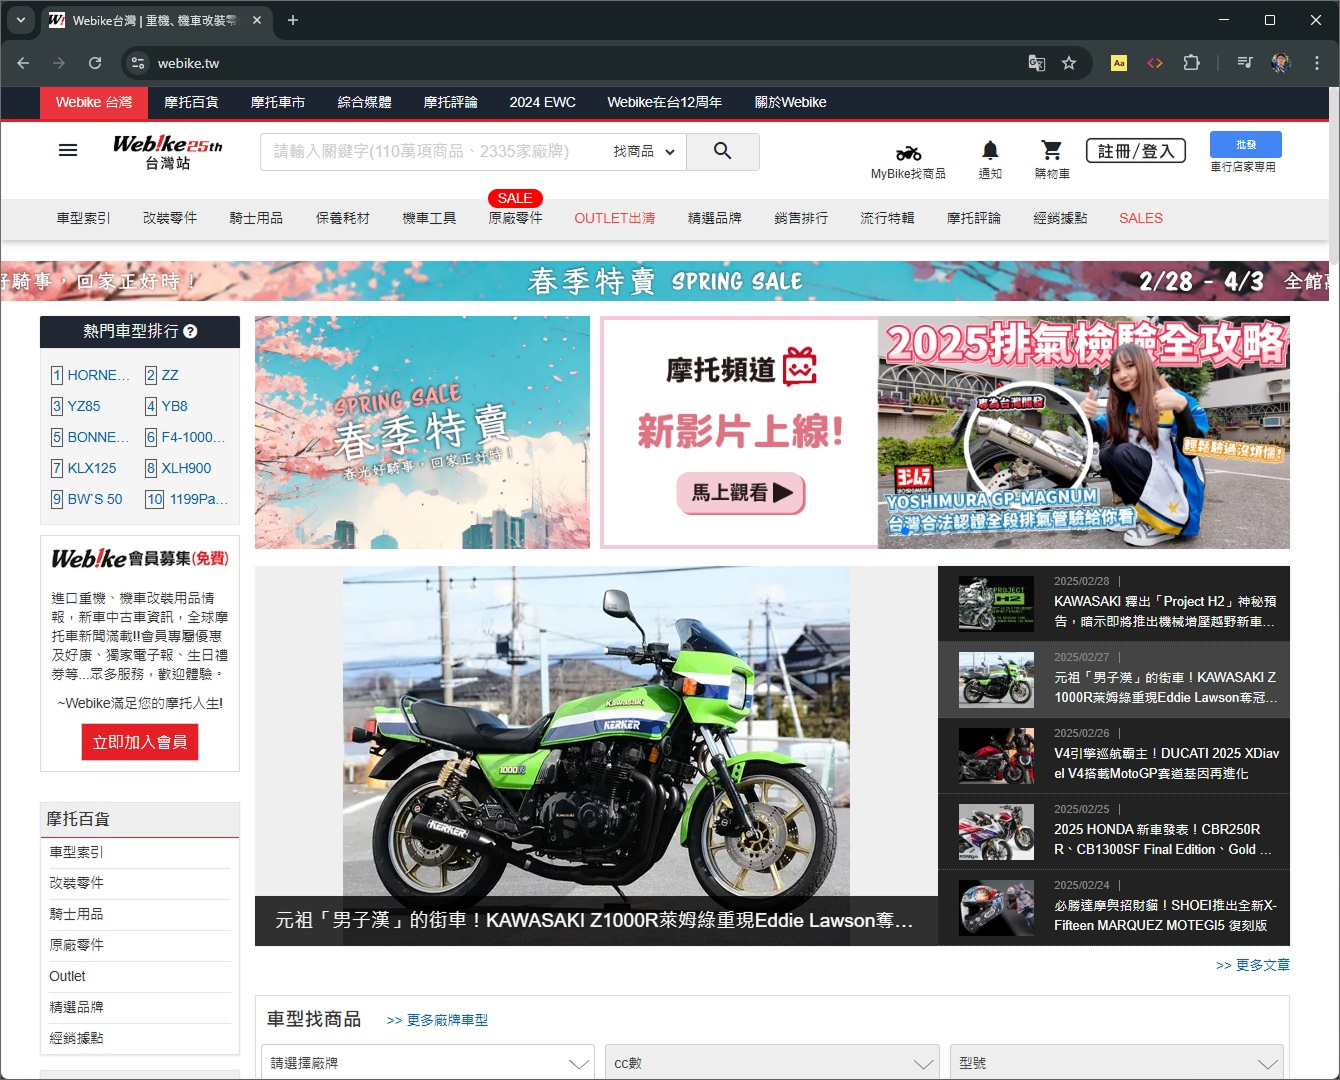 Webike台灣 | 重機、機車改裝零
webike.tw
Webike 台灣 摩托百貨 摩托車市 綜合媒體 摩托評論 2024 EWC Webike在台12周年 關於Webike
Webike 25th
台灣站
請輸入關鍵字(110萬項商品、2335家廠牌) 找商品
MyBike找商品 通知 購物車 註冊/登入
批發
車行店家專用
SALE
車型索引 改裝零件 騎士用品 保養耗材 機車工具 原廠零件 OUTLET出清 精選品牌 銷售排行 流行特輯 摩托評論 經銷據點 SALES
好騎事,回家正好時! 春季特賣 SPRING SALE 2/28 - 4/3 全館
熱門車型排行
1 HORNE... 2 ZZ
3 YZ85 4 YB8
5 BONNE... 6 F4-1000...
7 KLX125 8 XLH900
9 BW`S 50 10 1199Pa...
SPRING SALE
春季特賣
春光好騎事,回家正好時!
摩托頻道
新影片上線!
馬上觀看▶
2025排氣檢驗全攻略
專為台灣開發
輕鬆驗過沒煩惱!
ヨシムラ
YOSHIMURA
YOSHIMURA GP-MAGNUM
台灣合法認證全段排氣管驗給你看
Webike會員募集(免費)
進口重機、機車改裝用品情
報,新車中古車資訊,全球摩
托車新聞滿載!!會員專屬優惠
及好康、獨家電子報、生日禮
券等...眾多服務,歡迎體驗。
~Webike滿足您的摩托人生!
立即加入會員
Kawasaki
KERKER
1000R
KERKER
元祖「男子漢」的街車!KAWASAKI Z1000R萊姆綠重現Eddie Lawson奪...
PROJECT
H2
2025/02/28 |
KAWASAKI 釋出「Project H2」神秘預
告,暗示即將推出機械增壓越野新車...
2025/02/27 |
元祖「男子漢」的街車!KAWASAKI Z
1000R萊姆綠重現Eddie Lawson奪冠...
2025/02/26 |
V4引擎巡航霸主!DUCATI 2025 XDiav
el V4搭載MotoGP賽道基因再進化
2025/02/25 |
2025 HONDA 新車發表!CBR250R
R、CB1300SF Final Edition、Gold ...
2025/02/24 |
必勝達摩與招財貓!SHOEI推出全新X-
Fifteen MARQUEZ MOTEGI5 復刻版
>> 更多文章
摩托百貨
車型索引
改裝零件
騎士用品
原廠零件
Outlet
精選品牌
經銷據點
車型找商品 >> 更多廠牌車型
請選擇廠牌 cc數 型號